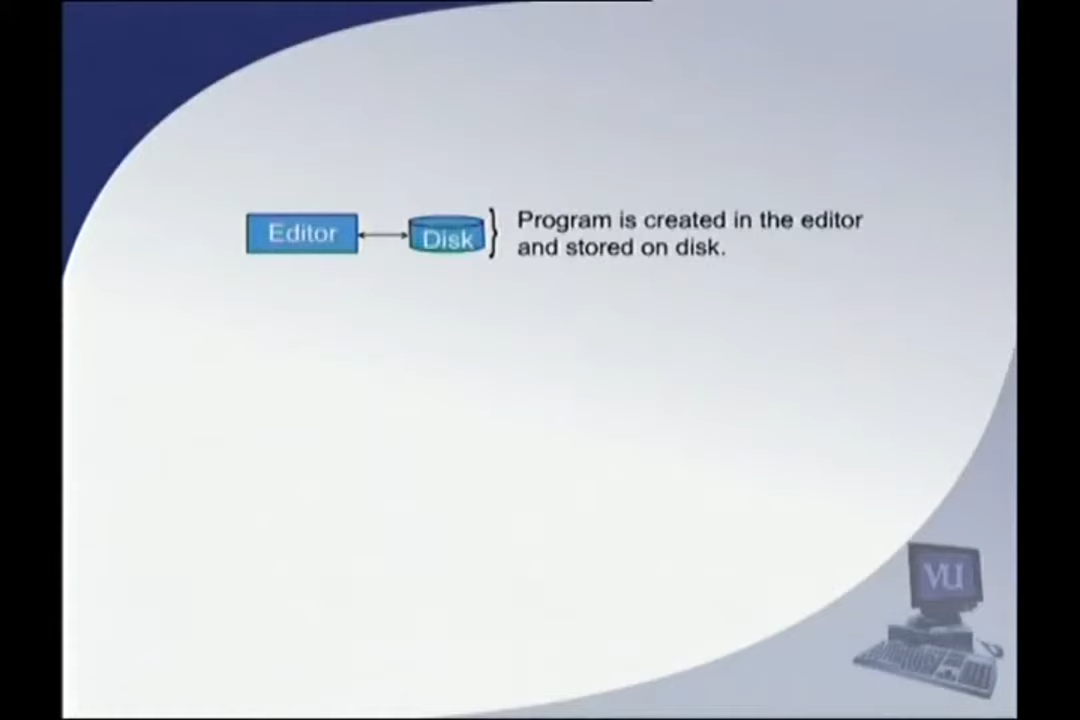 Editor
Disk
Program is created in the editor
and stored on disk.
VU